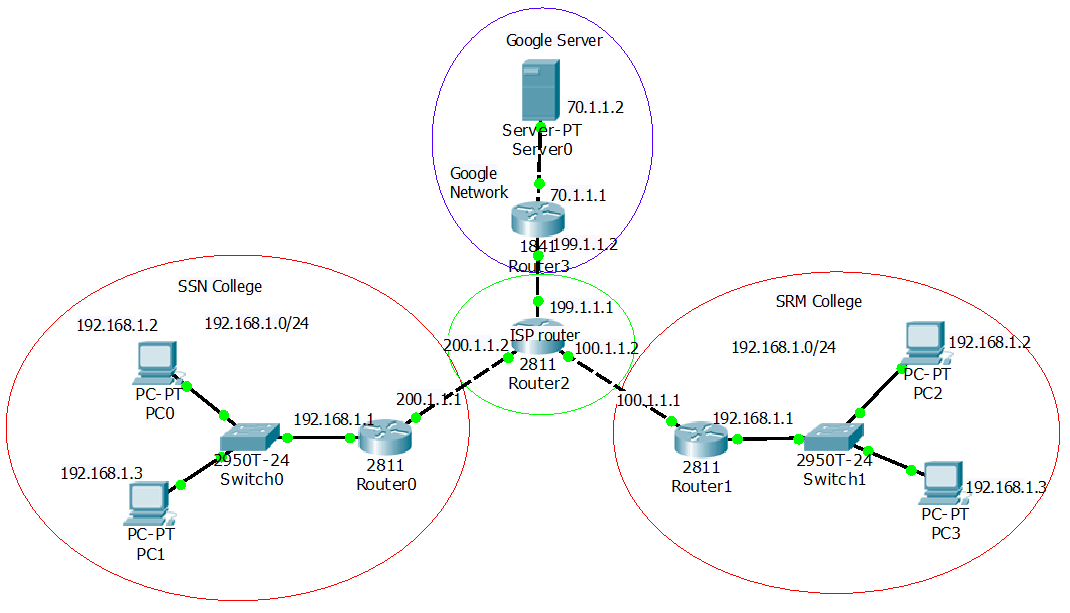 Google Server
70.1.1.2
Server-PT
Server0
Google
Network
70.1.1.1
1841
199.1.1.2
Router3
SSN College
192.168.1.2
192.168.1.0/24
PC-PT
PC0
192.168.1.1
200.1.1.1
192.168.1.3
2950T-24
Switch0
2811
Router0
PC-PT
PC1
199.1.1.1
ISP router
200.1.1.2
100.1.1.2
2811
Router2
SRM College
192.168.1.0/24
192.168.1.2
PC-PT
PC2
100.1.1.1
192.168.1.1
2811
Router1
2950T-24
Switch1
192.168.1.3
PC-PT
PC3